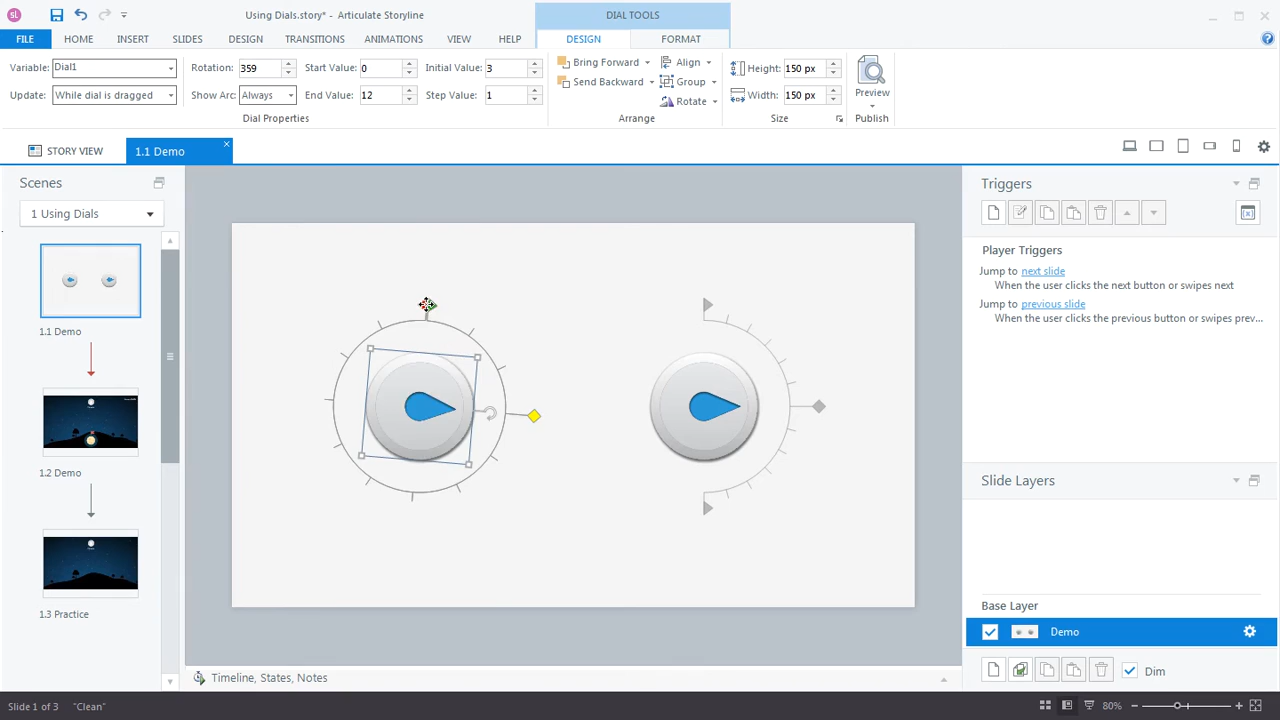 sl
Using Dials.story* - Articulate Storyline
DIAL TOOLS
FILE HOME INSERT SLIDES DESIGN TRANSITIONS ANIMATIONS VIEW HELP DESIGN FORMAT
Variable: Dial1 Rotation: 359 Start Value: 0 Initial Value: 3 Bring Forward Align Height: 150 px
Update: While dial is dragged Show Arc: Always End Value: 12 Step Value: 1 Send Backward Group Width: 150 px Preview
Rotate
Dial Properties Arrange Size Publish
STORY VIEW 1.1 Demo
Scenes
1 Using Dials
1.1 Demo
1.2 Demo
1.3 Practice
Triggers
Player Triggers
Jump to next slide
When the user clicks the next button or swipes next
Jump to previous slide
When the user clicks the previous button or swipes prev...
Slide Layers
Base Layer
Demo
Dim
Timeline, States, Notes
Slide 1 of 3 "Clean" 80%